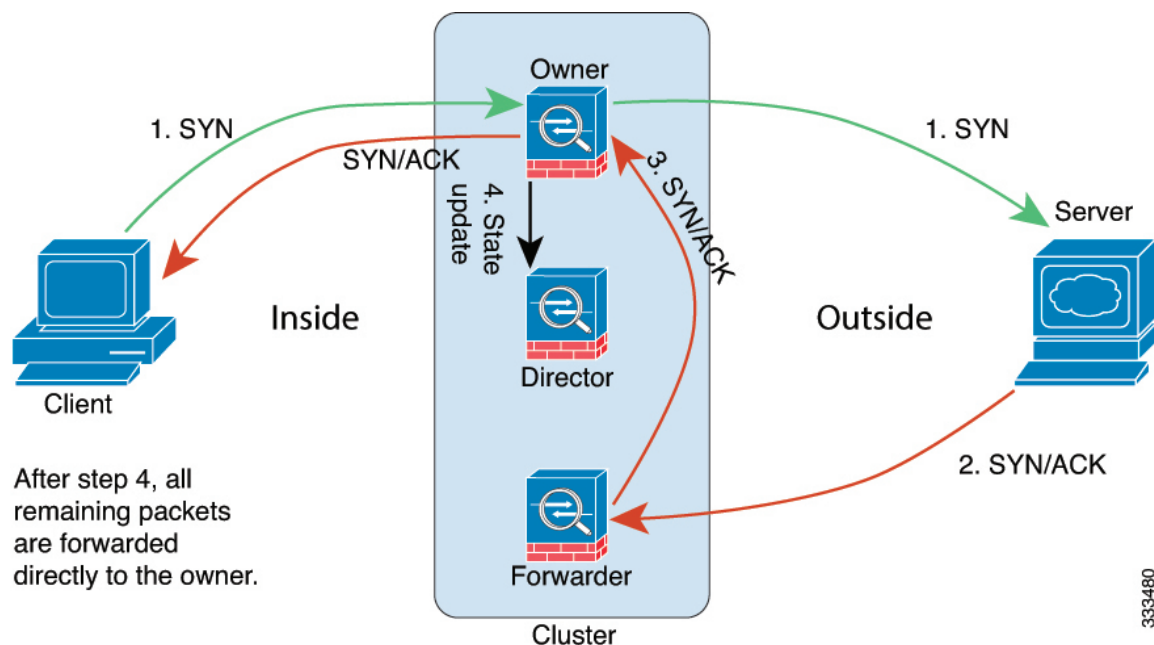 Owner
1. SYN
1. SYN
SYN/ACK
3. SYN/ACK
4. State
update
Server
Inside
Outside
Director
Client
2. SYN/ACK
After step 4, all
remaining packets
are forwarded
directly to the owner.
Forwarder
Cluster
333480